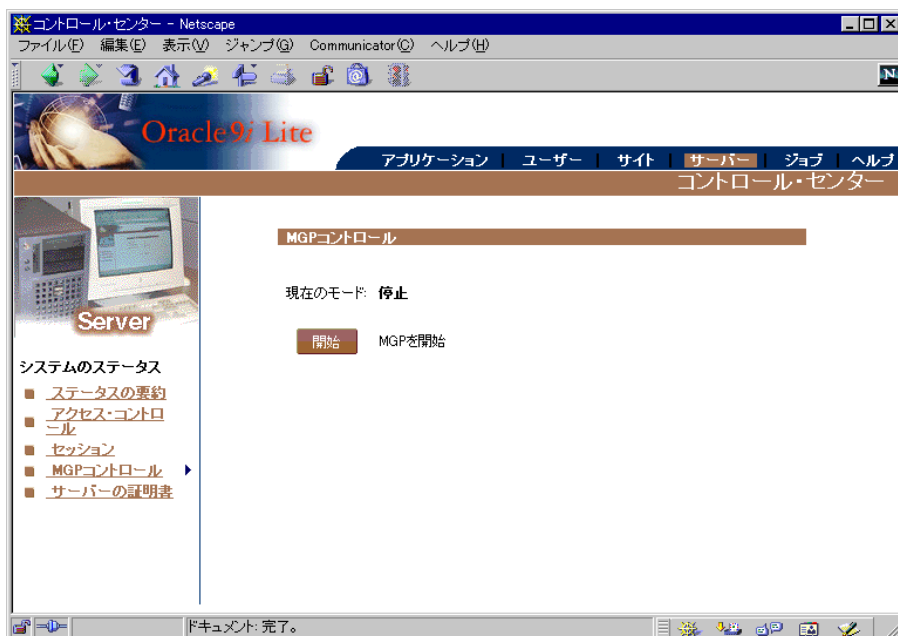 コントロール・センター - Netscape
ファイル(F) 編集(E) 表示(V) ジャンプ(G) Communicator(C) ヘルプ(H)
N
Oracle9i Lite
アプリケーション ユーザー サイト サーバー ジョブ ヘルプ
コントロール・センター
Server
MGPコントロール
現在のモード: 停止
開始 MGPを開始
システムのステータス
ステータスの要約
アクセス・コントロ
ール
セッション
MGPコントロール
サーバーの証明書
ドキュメント: 完了。